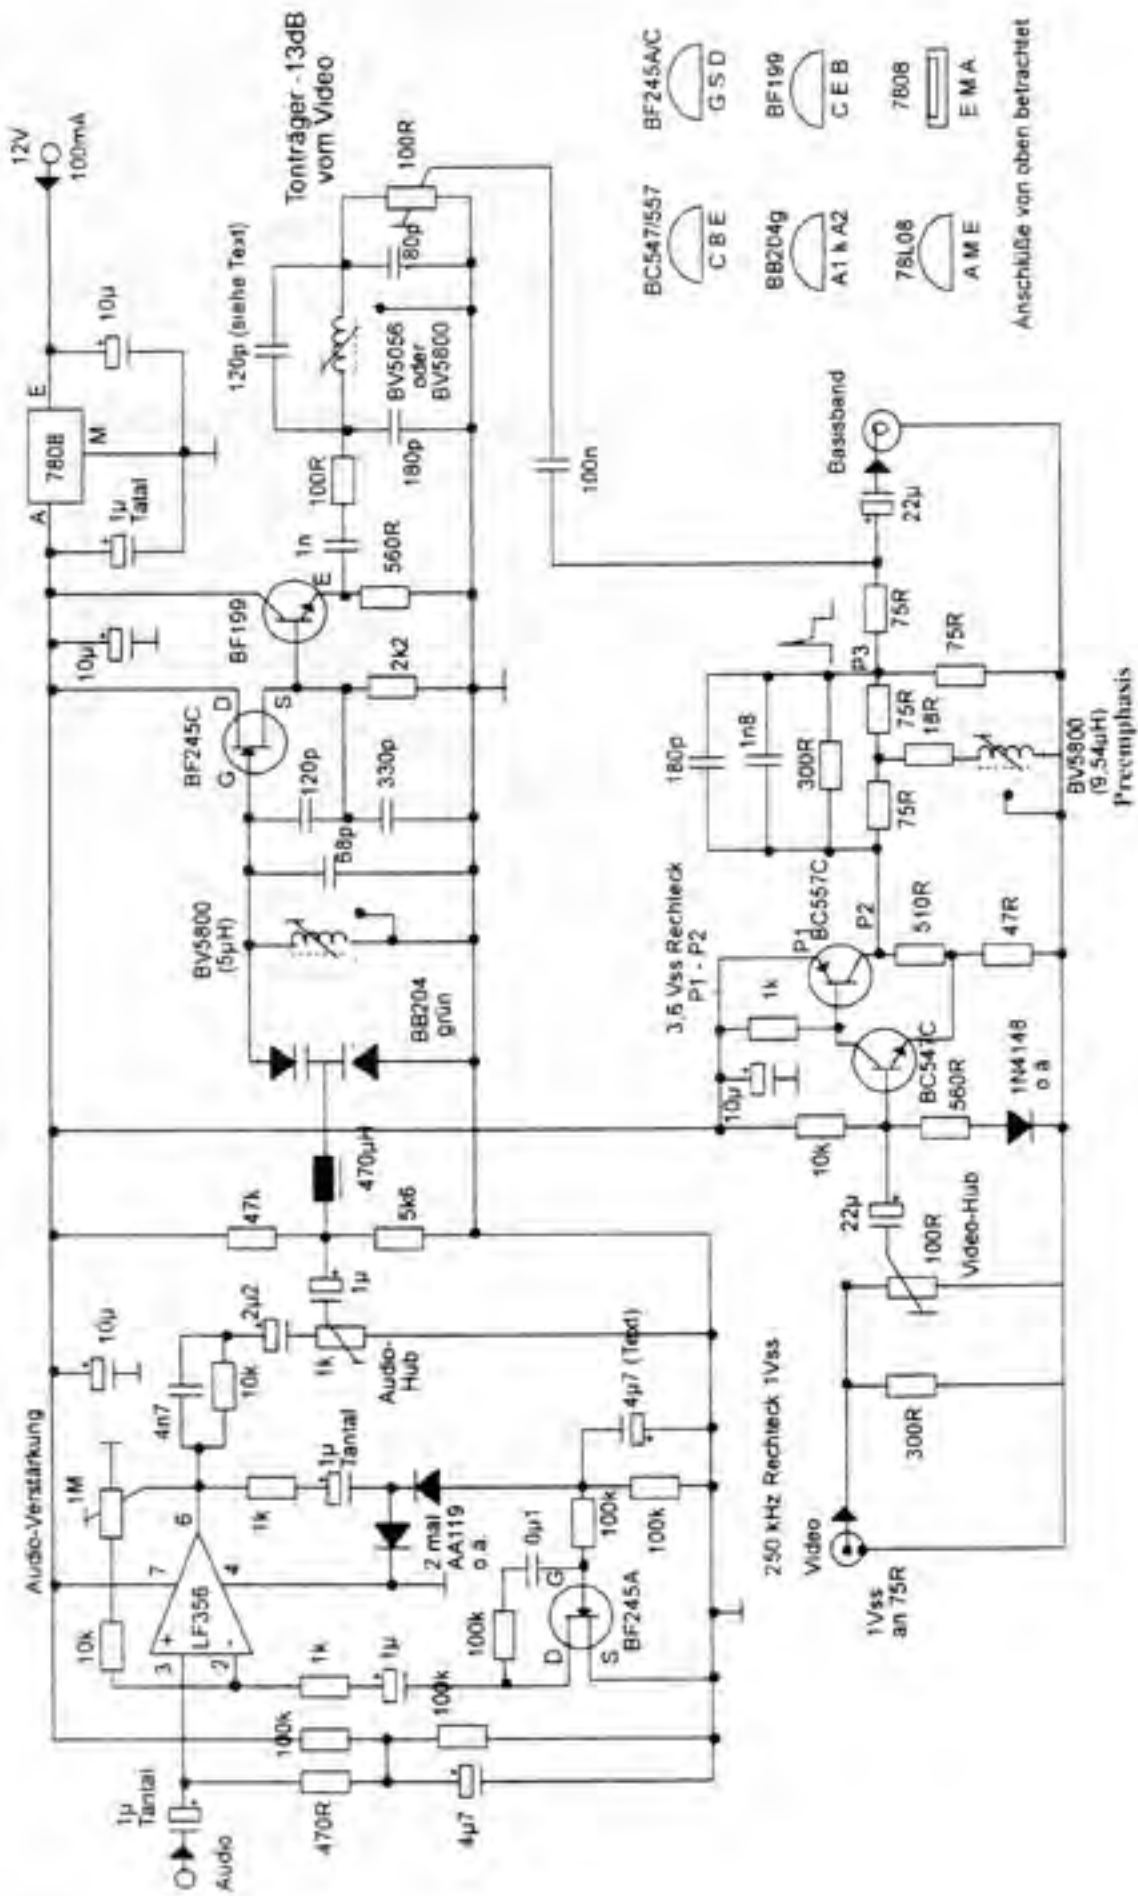 12V
100mA
7808
A
E
M
10µ
1µ
Tatal
10µ
Tonträger -13dB
vom Video
120p (siehe Text)
100R
180p
BV5056
oder
BV5800
180p
100R
1n
560R
E
BF199
2k2
BF245C
D
S
G
120p
330p
68p
BV5800
(5µH)
BB204
grün
100n
470µH
47k
5k6
1µ
2µ2
1k
Audio-
Hub
10k
4n7
10µ
Audio-Verstärkung
1M
10k
LF356
+
-
3
2
7
4
6
1k
1µ
Tantal
2 mal
AA119
o.ä.
4µ7 (Text)
100k
100k
0µ1
100k
G
D
S
BF245A
1k
1µ
100k
100k
470R
4µ7
1µ
Tantal
Audio
BC547/557
C B E
BF245A/C
G S D
BB204g
A1 k A2
BF199
C E B
78L08
A M E
7808
E M A
Anschlüße von oben betrachtet
250 kHz Rechteck 1Vss
Video
1Vss
an 75R
300R
100R
Video-Hub
22µ
10k
560R
1N4148
o ä
BC547C
10µ
1k
3,6 Vss Rechteck
P1 - P2
P1
BC557C
P2
510R
47R
180p
1n8
300R
75R
75R
18R
P3
75R
75R
22µ
Basisband
BV5800
(9,54µH)
Preemphasis